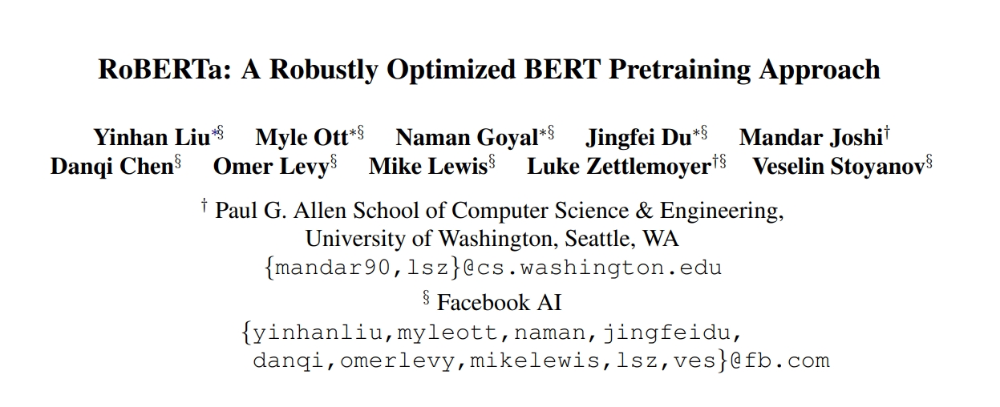 RoBERTa: A Robustly Optimized BERT Pretraining Approach
Yinhan Liu*§ Myle Ott*§ Naman Goyal*§ Jingfei Du*§ Mandar Joshi†
Danqi Chen§ Omer Levy§ Mike Lewis§ Luke Zettlemoyer†§ Veselin Stoyanov§
† Paul G. Allen School of Computer Science & Engineering,
University of Washington, Seattle, WA
{mandar90,lsz}@cs.washington.edu
§ Facebook AI
{yinhanliu,myleott,naman,jingfeidu,
danqi,omerlevy,mikelewis,lsz,ves}@fb.com